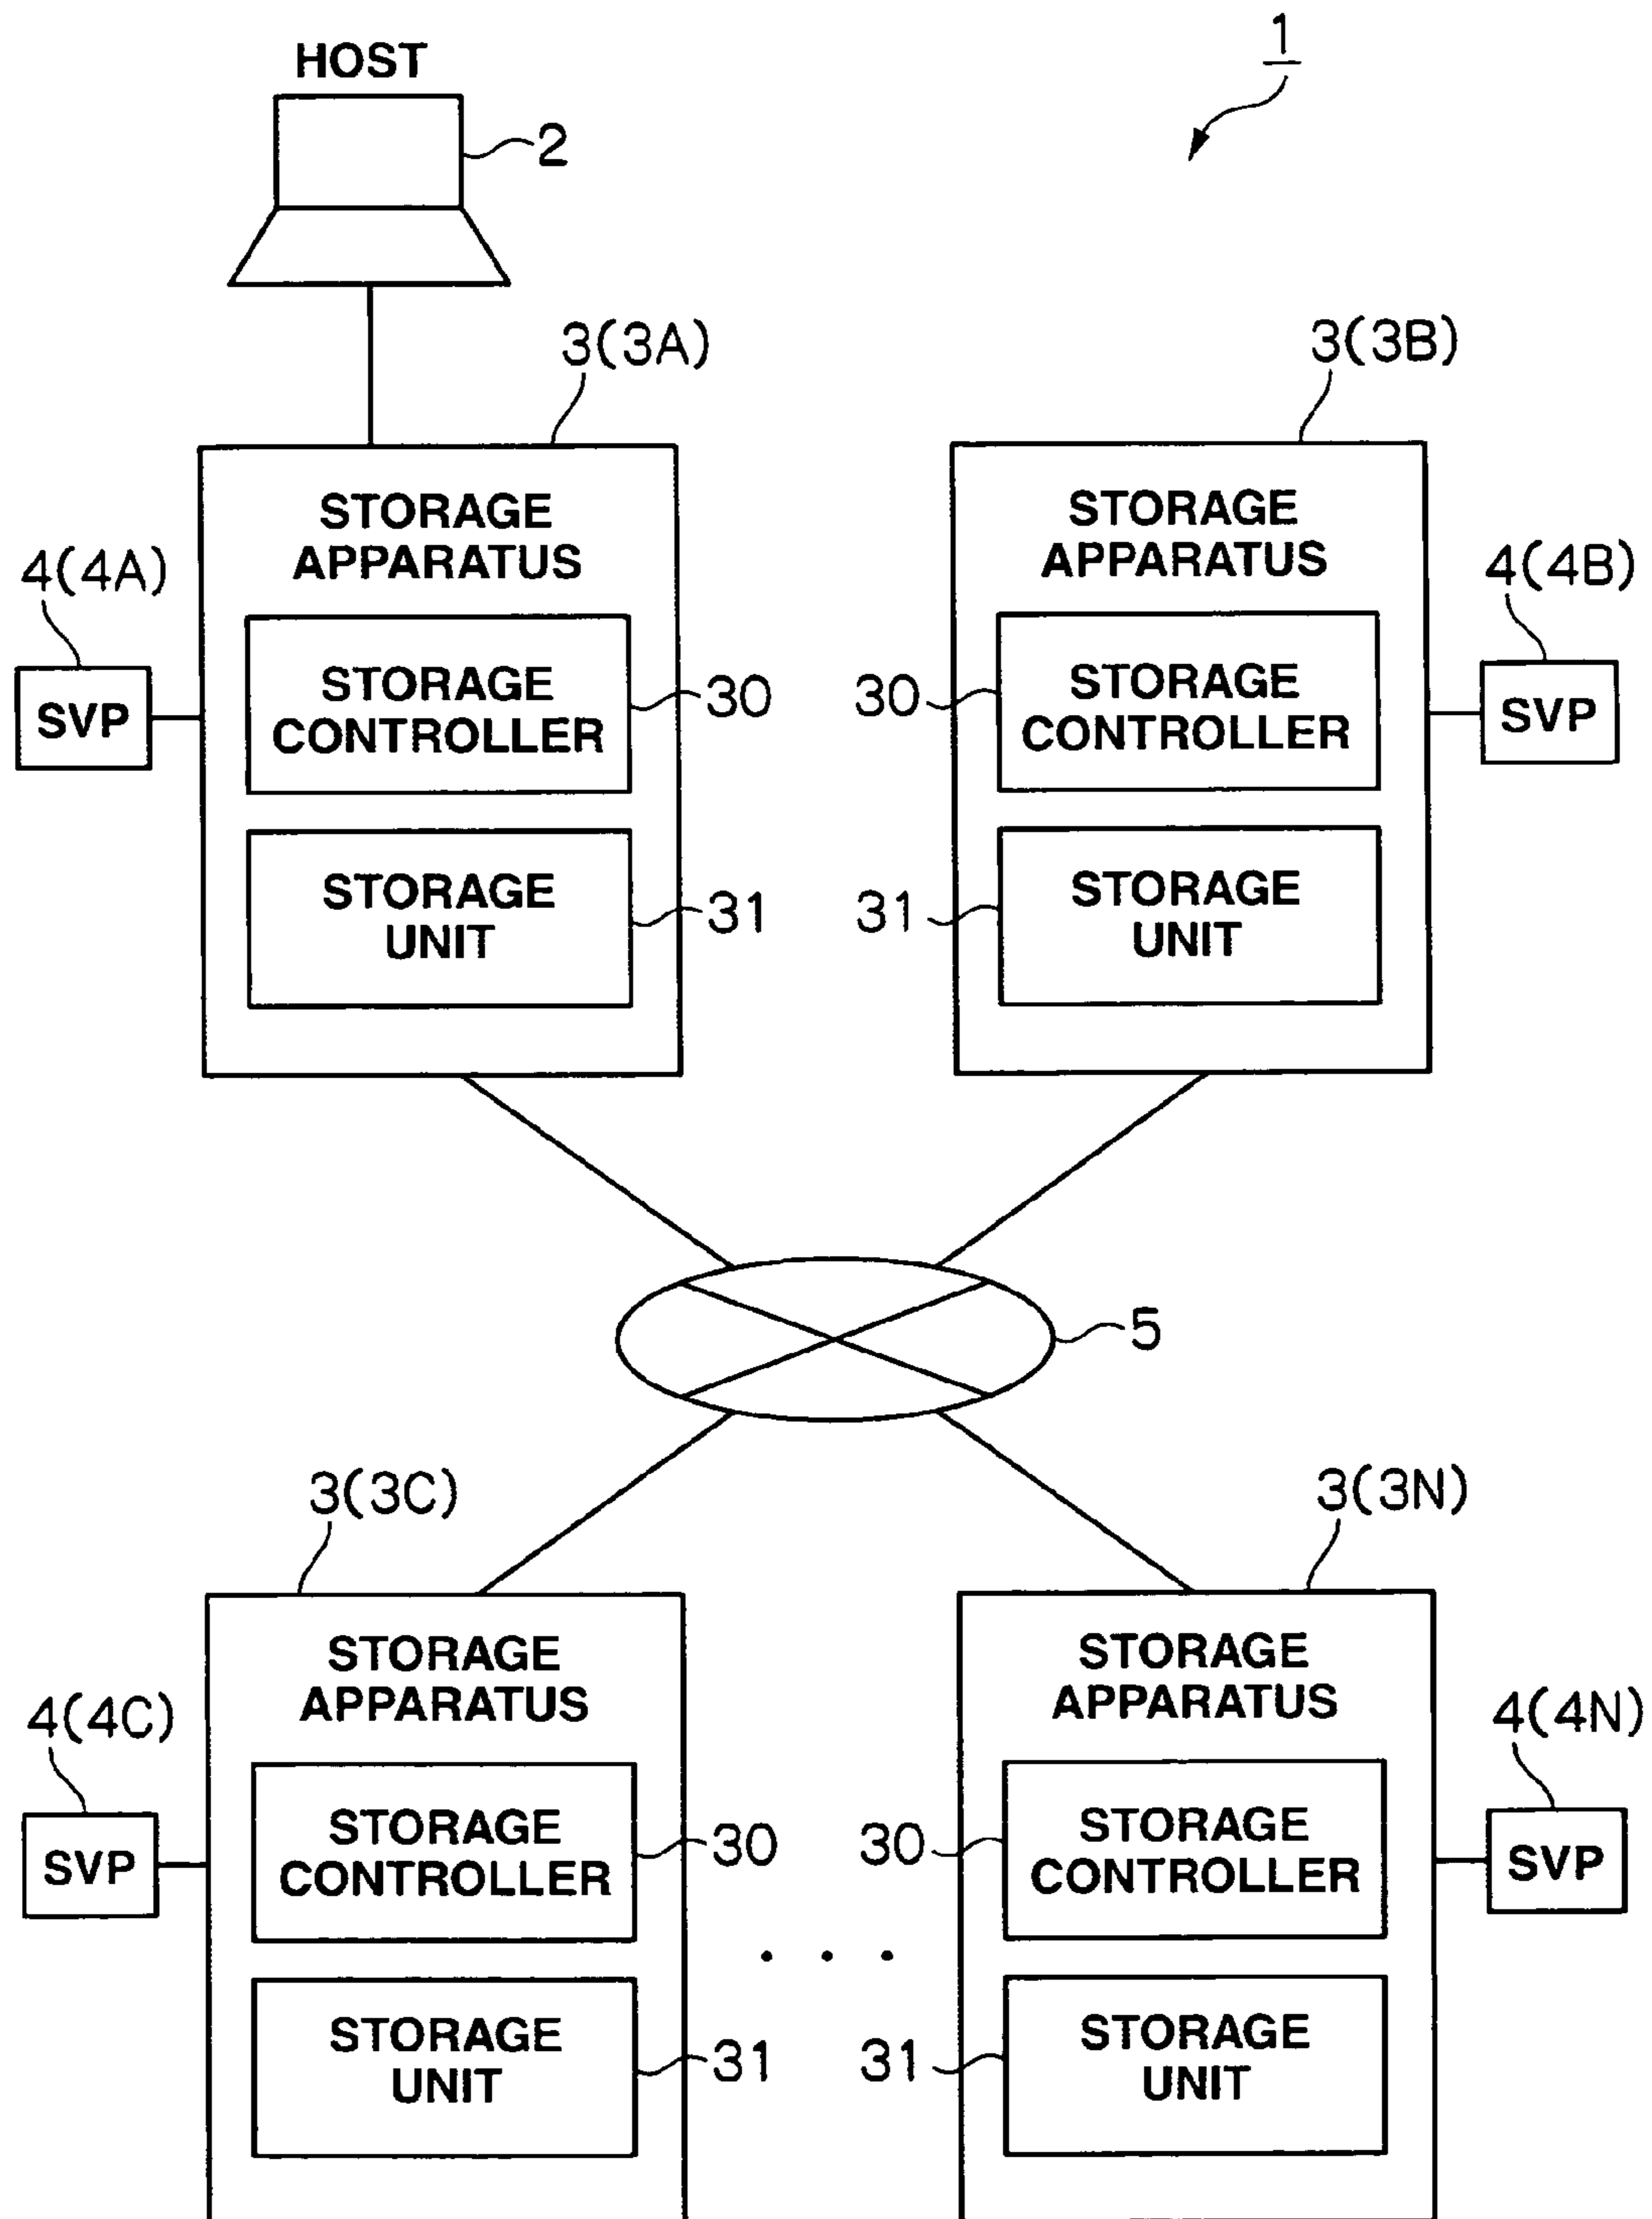 1
HOST
2
3(3A)
3(3B)
STORAGE
APPARATUS
STORAGE
APPARATUS
4(4A)
4(4B)
SVP
STORAGE
CONTROLLER
30
30
STORAGE
CONTROLLER
SVP
STORAGE
UNIT
31
31
STORAGE
UNIT
5
3(3C)
3(3N)
STORAGE
APPARATUS
STORAGE
APPARATUS
4(4C)
4(4N)
SVP
STORAGE
CONTROLLER
30
30
STORAGE
CONTROLLER
SVP
. . .
STORAGE
UNIT
31
31
STORAGE
UNIT